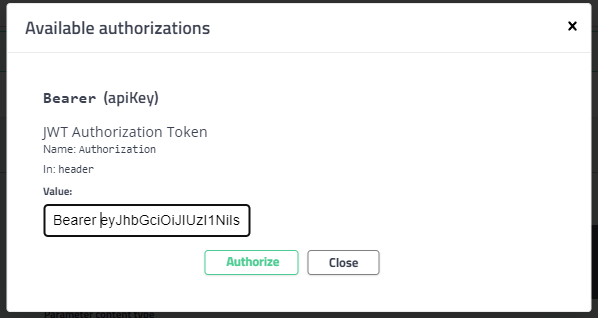 Available authorizations
×
Bearer (apiKey)
JWT Authorization Token
Name: Authorization
In: header
Value:
Bearer eyJhbGciOiJIUzI1NiIs
Authorize
Close
Parameter content type